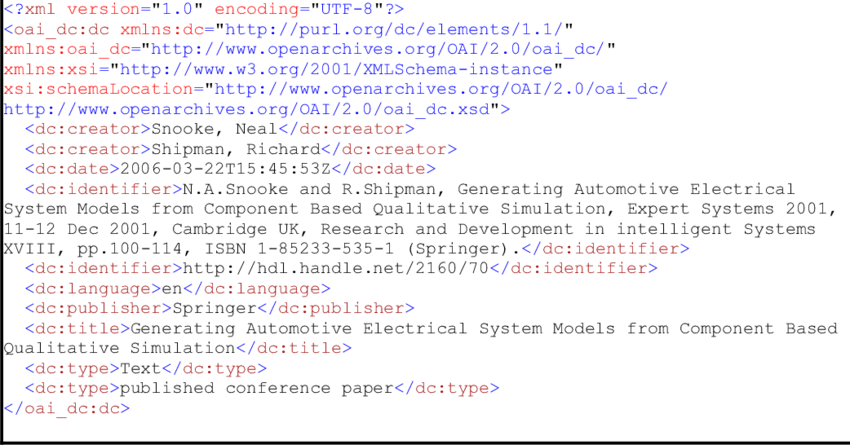 <?xml version="1.0" encoding="UTF-8"?>
<oai_dc:dc xmlns:dc="http://purl.org/dc/elements/1.1/"
xmlns:oai_dc="http://www.openarchives.org/OAI/2.0/oai_dc/"
xmlns:xsi="http://www.w3.org/2001/XMLSchema-instance"
xsi:schemaLocation="http://www.openarchives.org/OAI/2.0/oai_dc/
http://www.openarchives.org/OAI/2.0/oai_dc.xsd">
  <dc:creator>Snooke, Neal</dc:creator>
  <dc:creator>Shipman, Richard</dc:creator>
  <dc:date>2006-03-22T15:45:53Z</dc:date>
  <dc:identifier>N.A.Snooke and R.Shipman, Generating Automotive Electrical
System Models from Component Based Qualitative Simulation, Expert Systems 2001,
11-12 Dec 2001, Cambridge UK, Research and Development in intelligent Systems
XVIII, pp.100-114, ISBN 1-85233-535-1 (Springer).</dc:identifier>
  <dc:identifier>http://hdl.handle.net/2160/70</dc:identifier>
  <dc:language>en</dc:language>
  <dc:publisher>Springer</dc:publisher>
  <dc:title>Generating Automotive Electrical System Models from Component Based
Qualitative Simulation</dc:title>
  <dc:type>Text</dc:type>
  <dc:type>published conference paper</dc:type>
</oai_dc:dc>